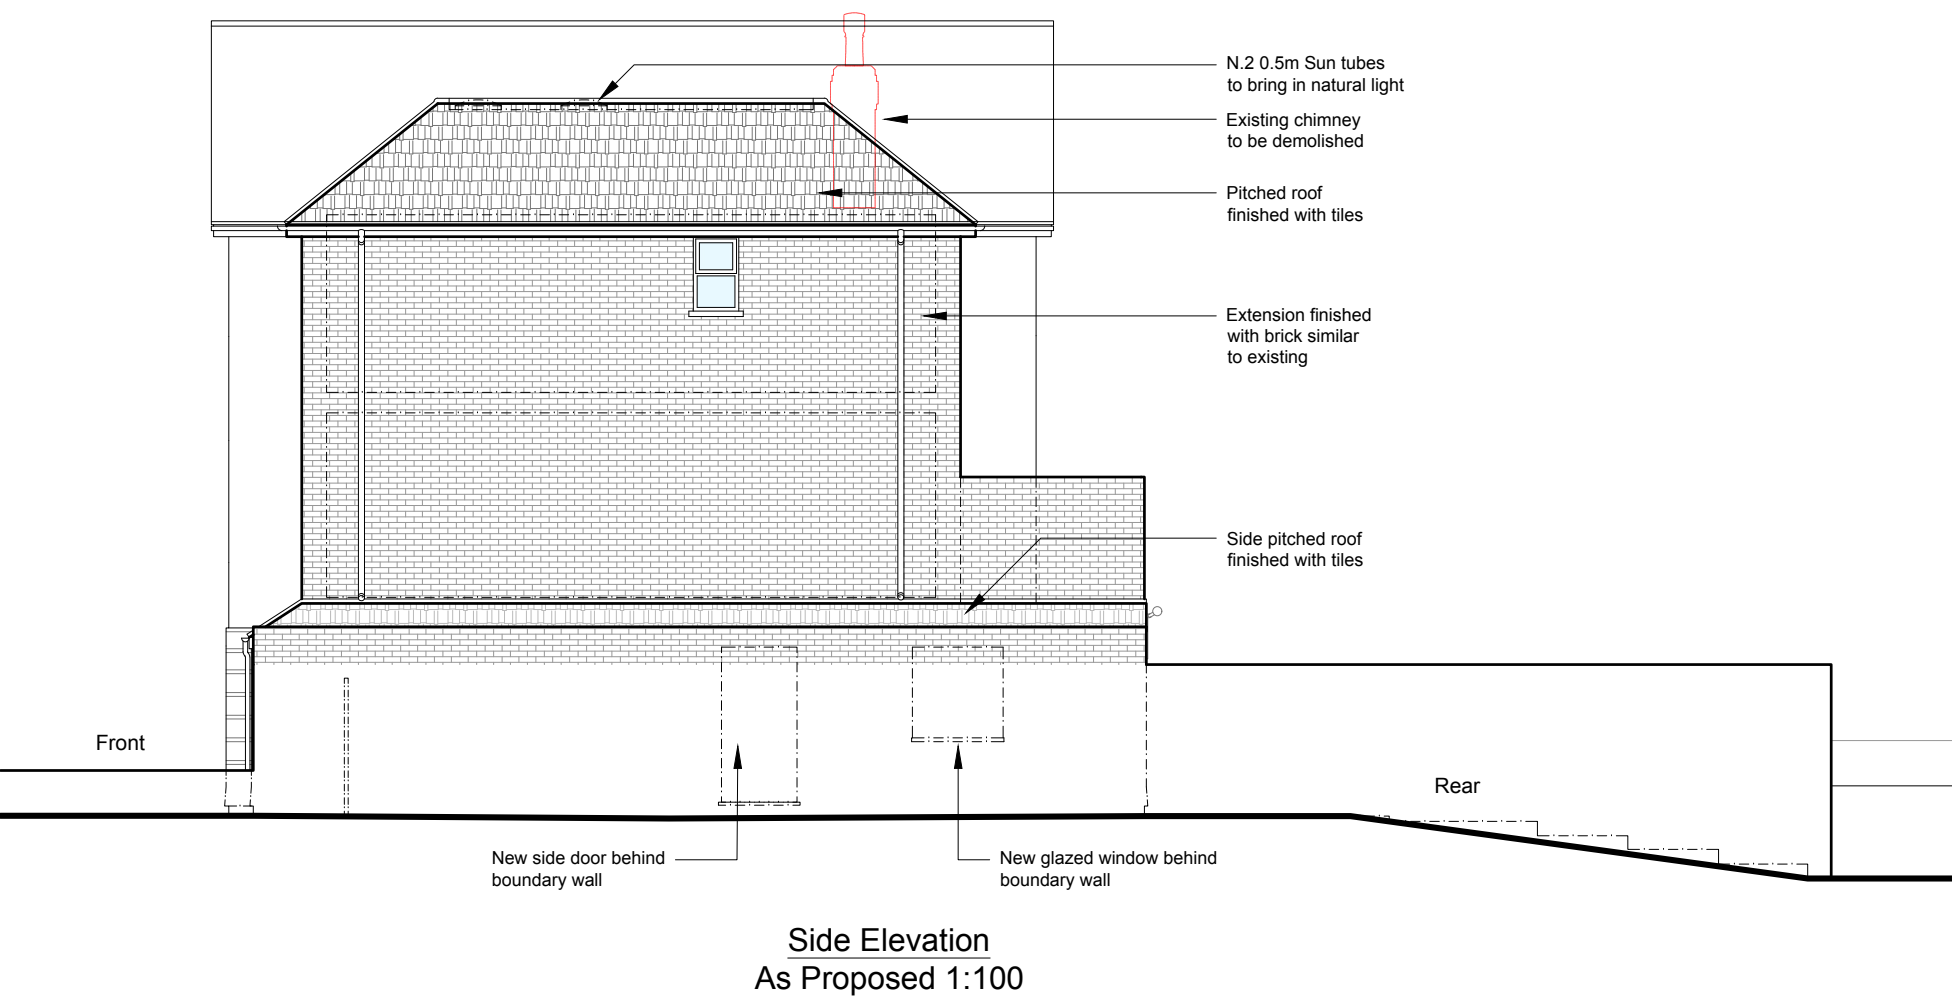 N.2 0.5m Sun tubes
to bring in natural light
Existing chimney
to be demolished
Pitched roof
finished with tiles
Extension finished
with brick similar
to existing
Side pitched roof
finished with tiles
Front
Rear
New side door behind
boundary wall
New glazed window behind
boundary wall
Side Elevation
As Proposed 1:100